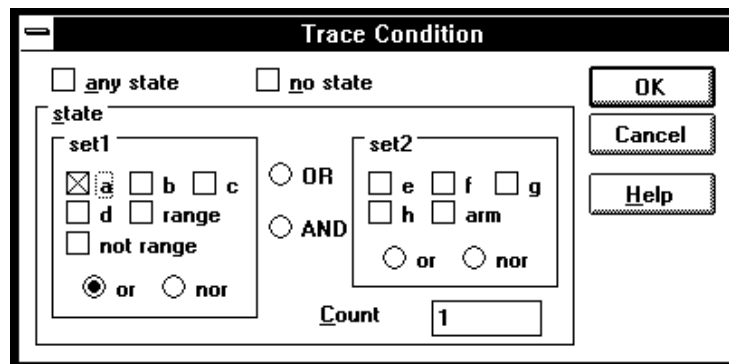 Trace Condition
any state no state
OK
state
set1
set2
Cancel
a b c
OR
e f g
d range
h arm
Help
not range
AND
or nor
or nor
Count 1